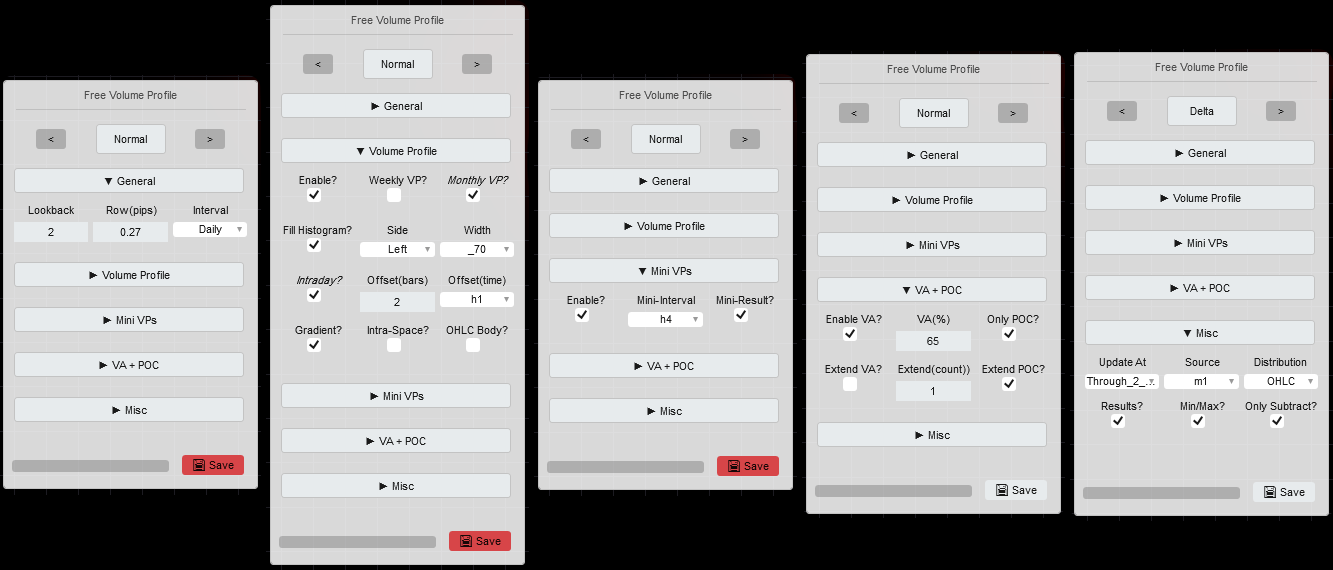 Free Volume Profile
< Normal >
▼ General
Lookback Row(pips) Interval
2 0.27 Daily
► Volume Profile
► Mini VPs
► VA + POC
► Misc
Save
Free Volume Profile
< Normal >
► General
▼ Volume Profile
Enable? Weekly VP? Monthly VP?
Fill Histogram? Side Width
Left _70
Intraday? Offset(bars) Offset(time)
2 h1
Gradient? Intra-Space? OHLC Body?
► Mini VPs
► VA + POC
► Misc
Save
Free Volume Profile
< Normal >
► General
► Volume Profile
▼ Mini VPs
Enable? Mini-Interval Mini-Result?
h4
► VA + POC
► Misc
Save
Free Volume Profile
< Normal >
► General
► Volume Profile
► Mini VPs
▼ VA + POC
Enable VA? VA(%) Only POC?
65
Extend VA? Extend(count)) Extend POC?
1
► Misc
Save
Free Volume Profile
< Delta >
► General
► Volume Profile
► Mini VPs
► VA + POC
▼ Misc
Update At Source Distribution
Through_2_... m1 OHLC
Results? Min/Max? Only Subtract?
Save